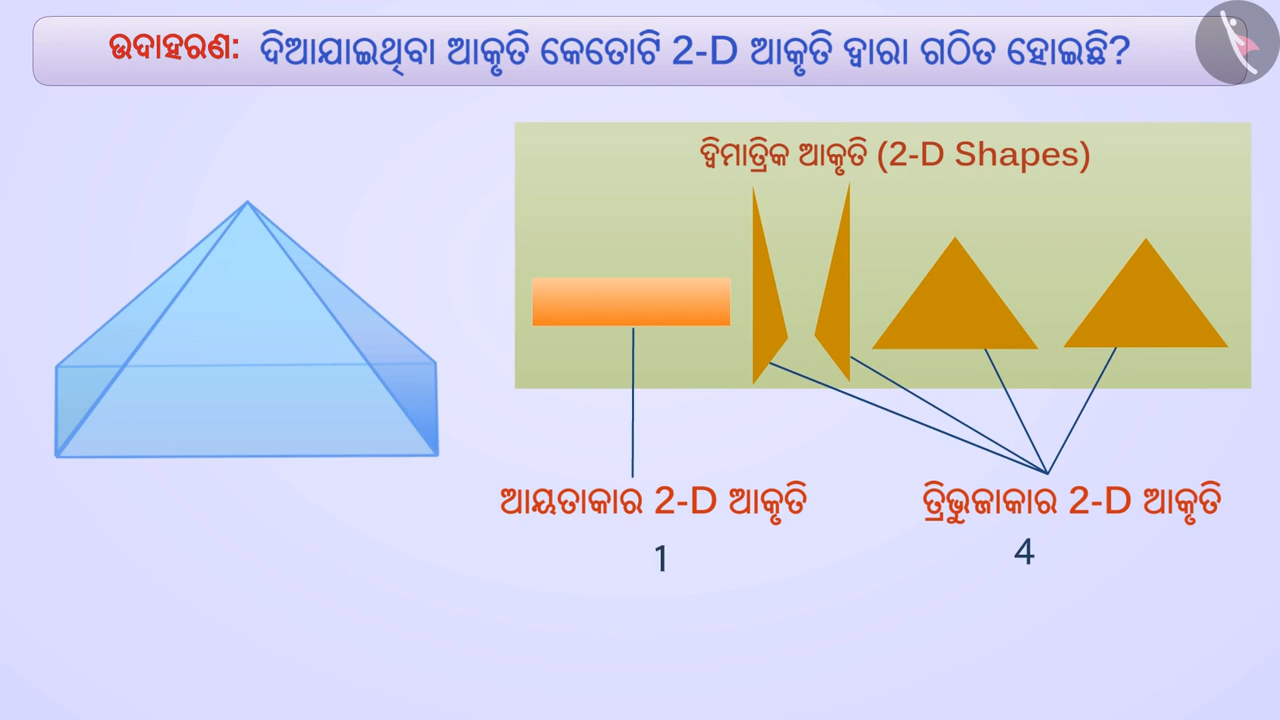 ଉଦାହରଣ: ଦିଆଯାଇଥିବା ଆକୃତି କେତୋଟି 2-D ଆକୃତି ଦ୍ୱାରା ଗଠିତ ହୋଇଛି?
ଦ୍ୱିମାତ୍ରିକ ଆକୃତି (2-D Shapes)
ଆୟତାକାର 2-D ଆକୃତି
ତ୍ରିଭୁଜାକାର 2-D ଆକୃତି
1
4